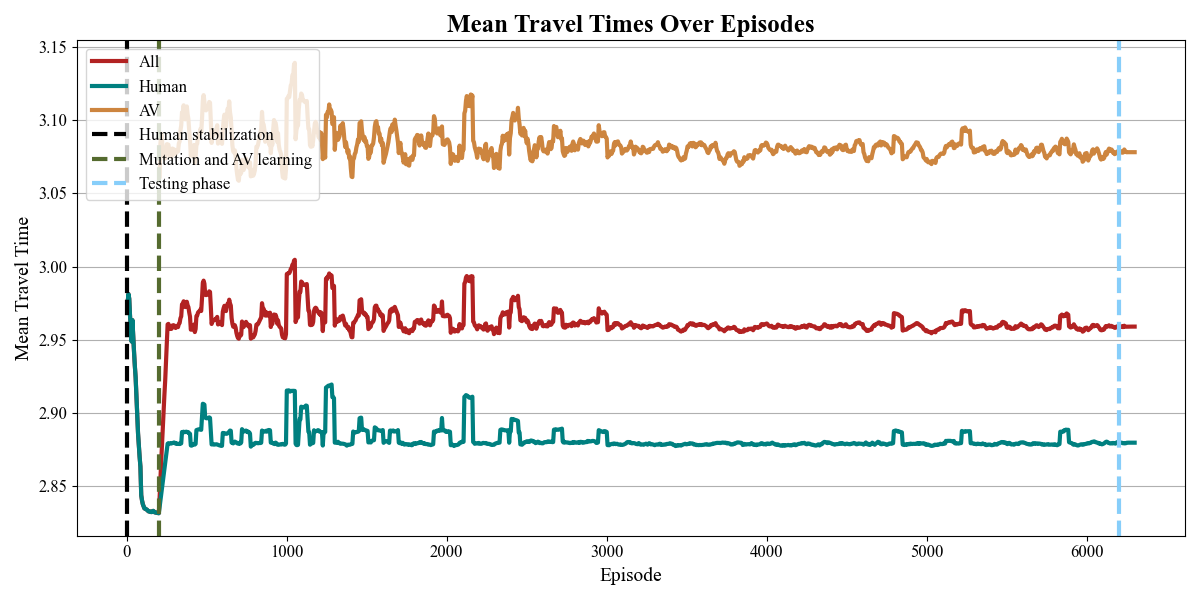 Mean Travel Times Over Episodes
3.15
3.10
3.05
3.00
2.95
2.90
2.85
Mean Travel Time
All
Human
AV
Human stabilization
Mutation and AV learning
Testing phase
0 1000 2000 3000 4000 5000 6000
Episode